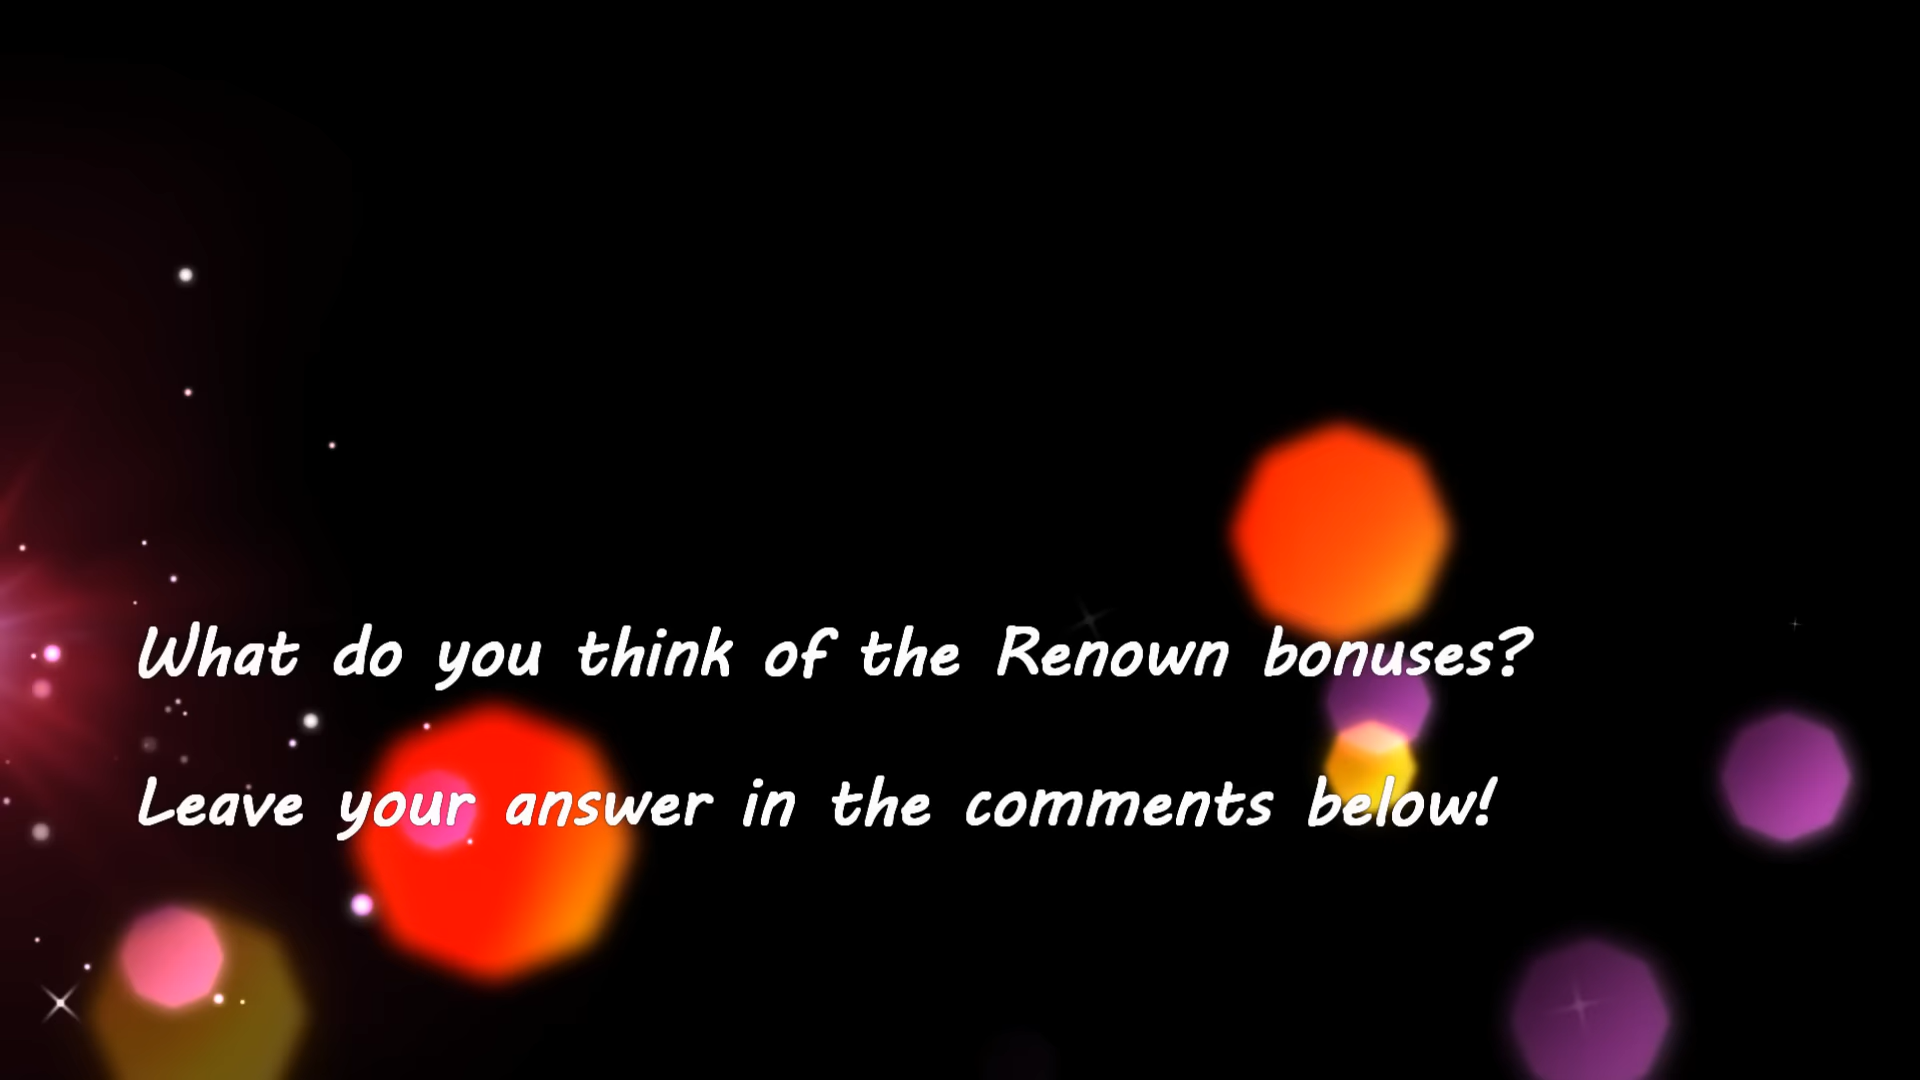 What do you think of the Renown bonuses?
Leave your answer in the comments below!